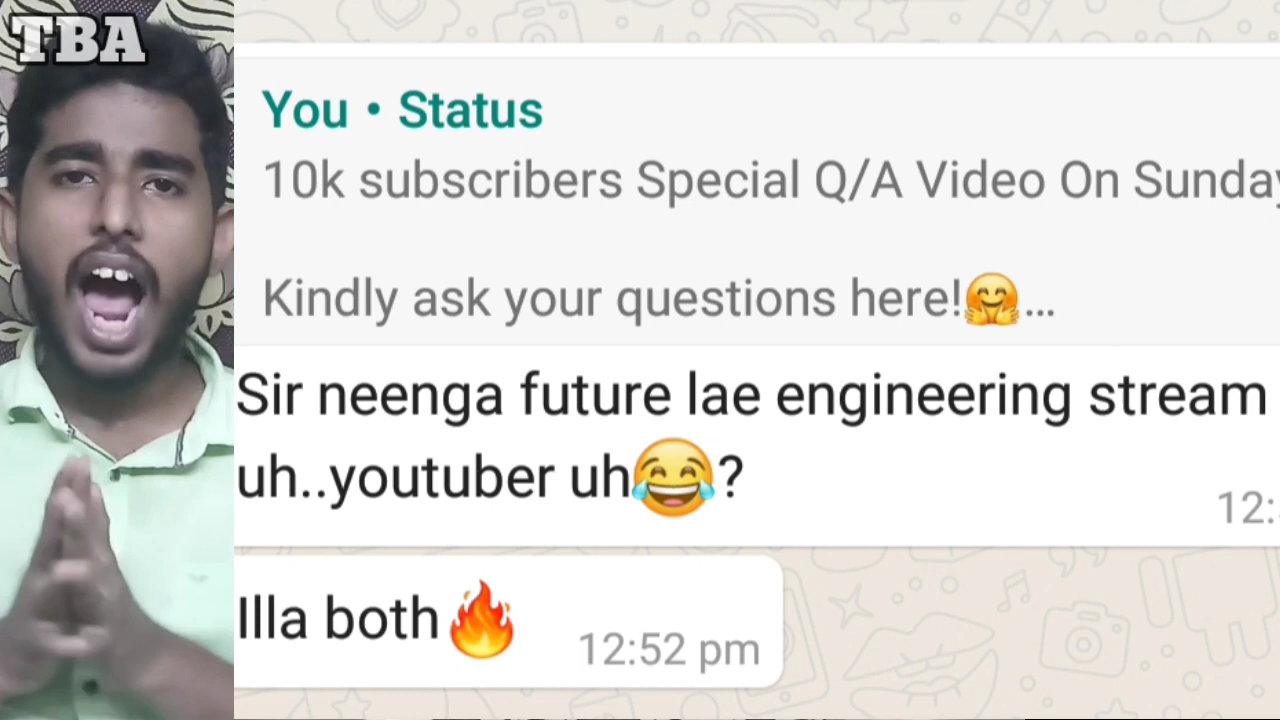 TBA
You • Status
10k subscribers Special Q/A Video On Sunday
Kindly ask your questions here!🤗...
Sir neenga future lae engineering stream
uh..youtuber uh😂?
12:
Illa both🔥
12:52 pm